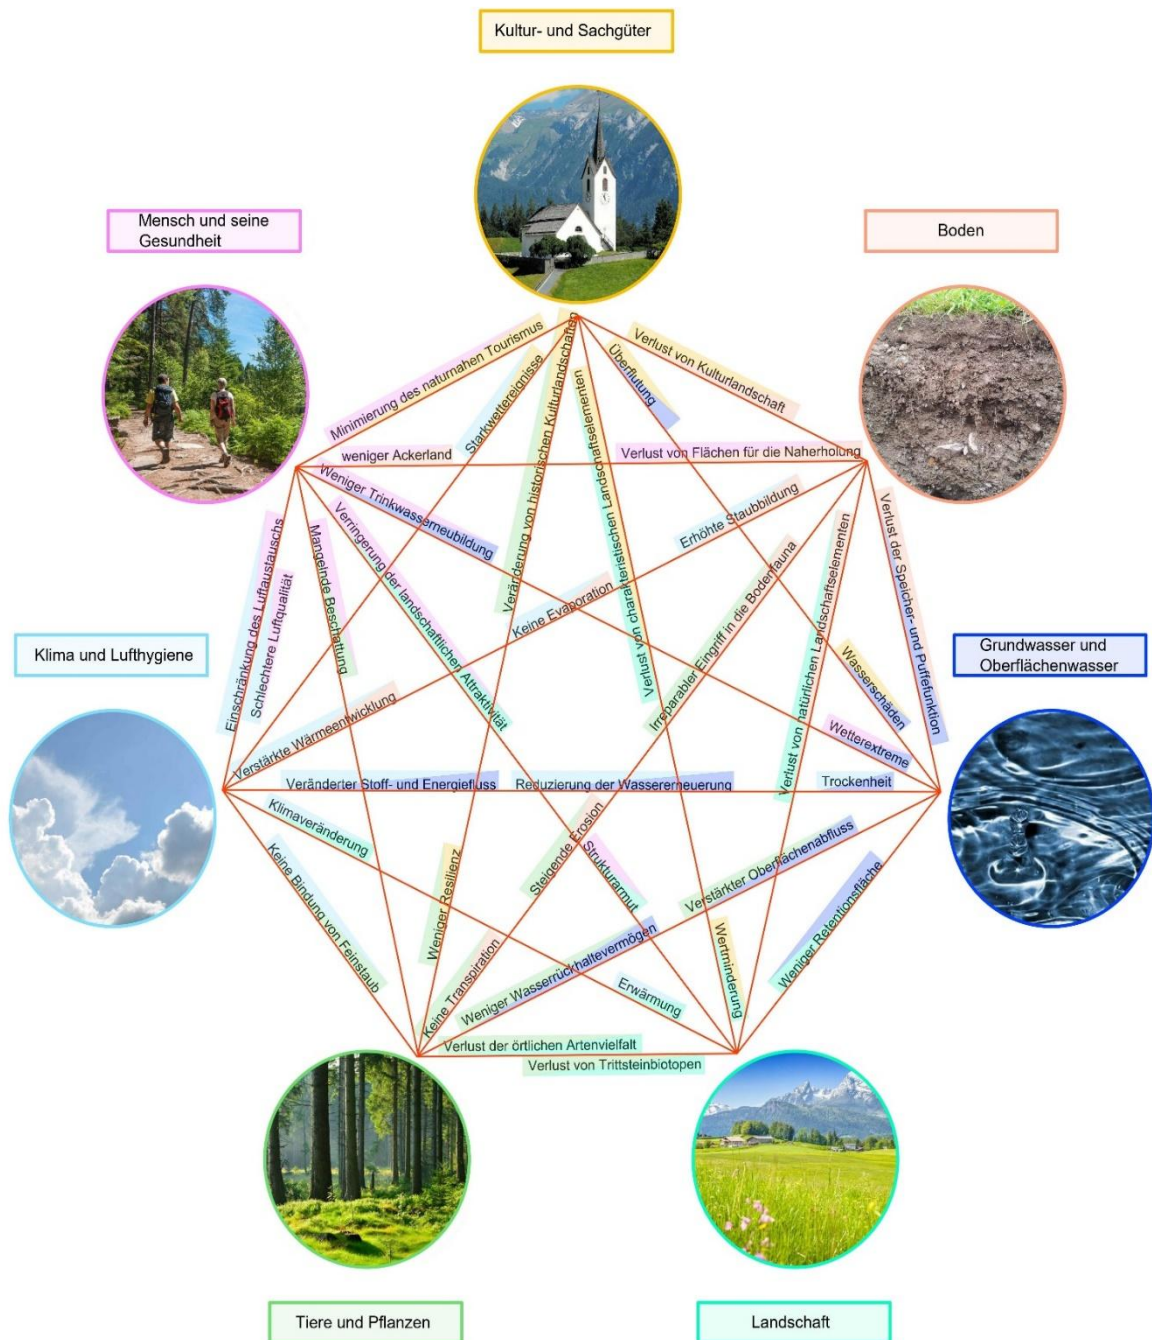 Kultur- und Sachgüter
Mensch und seine
Gesundheit
Boden
Minimierung des naturnahen Tourismus
Starkwettereignisse
Veränderung von historischen Kulturlandschaften
Verlust von charakteristischen Landschaftselementen
Überflutung
Verlust von Kulturlandschaft
weniger Ackerland
Verlust von Flächen für die Naherholung
Weniger Trinkwasserneubildung
Verringerung der landschaftlichen Attraktivität
Mangelnde Beschattung
Einschränkung des Luftaustauschs
Schlechtere Luftqualität
Erhöhte Staubbildung
Keine Evaporation
Irreparabler Eingriff in die Bodenfauna
Verlust von natürlichen Landschaftselementen
Verlust der Speicher- und Puffefunktion
Klima und Lufthygiene
Grundwasser und
Oberflächenwasser
Wasserschäden
Wetterextreme
Verstärkte Wärmeentwicklung
Veränderter Stoff- und Energiefluss
Reduzierung der Wassererneuerung
Trockenheit
Klimaveränderung
Keine Bindung von Feinstaub
Weniger Resilienz
Steigende Erosion
Strukturarmut
Verstärkter Oberflächenabfluss
Weniger Retentionsfläche
Keine Transpiration
Weniger Wasserrückhaltevermögen
Erwärmung
Wertminderung
Verlust der örtlichen Artenvielfalt
Verlust von Trittsteinbiotopen
Tiere und Pflanzen
Landschaft